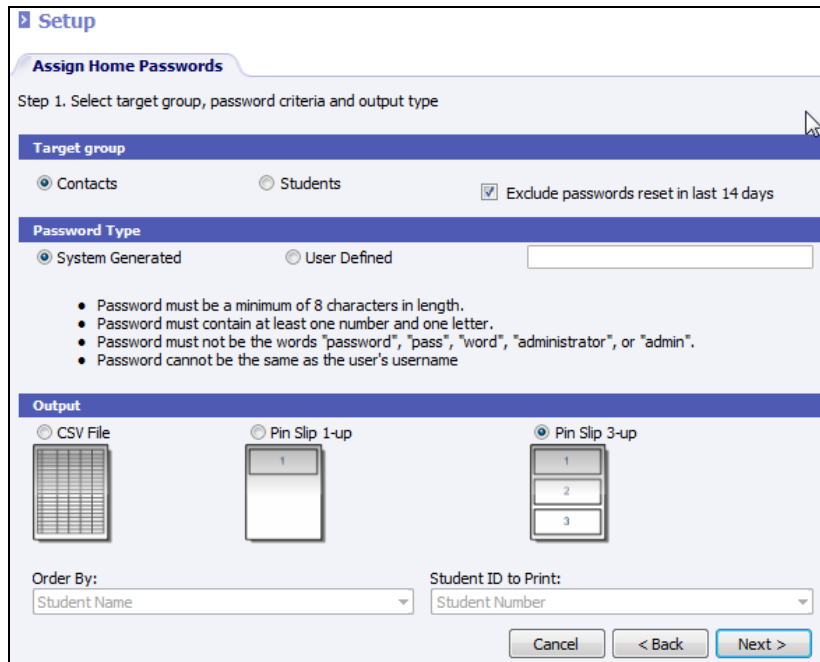 Setup
Assign Home Passwords
Step 1. Select target group, password criteria and output type
Target group
Contacts Students Exclude passwords reset in last 14 days
Password Type
System Generated User Defined
• Password must be a minimum of 8 characters in length.
• Password must contain at least one number and one letter.
• Password must not be the words "password", "pass", "word", "administrator", or "admin".
• Password cannot be the same as the user's username
Output
CSV File Pin Slip 1-up Pin Slip 3-up
1 1
2
3
Order By: Student ID to Print:
Student Name Student Number
Cancel < Back Next >